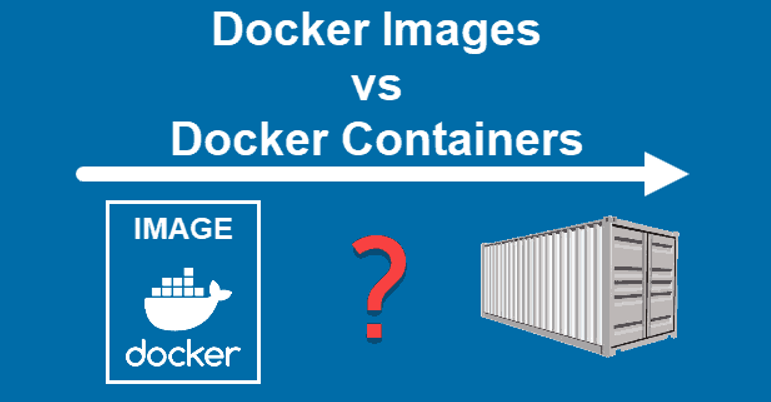 Docker Images
vs
Docker Containers
IMAGE
?
docker